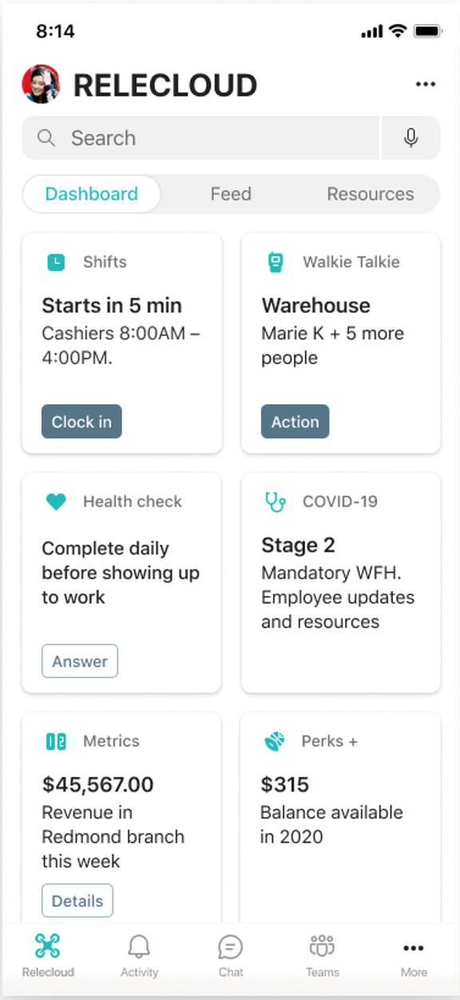 8:14
RELECLOUD
Search
Dashboard Feed Resources
Shifts
Starts in 5 min
Cashiers 8:00AM –
4:00PM.
Clock in
Walkie Talkie
Warehouse
Marie K + 5 more
people
Action
Health check
Complete daily
before showing up
to work
Answer
COVID-19
Stage 2
Mandatory WFH.
Employee updates
and resources
Metrics
$45,567.00
Revenue in
Redmond branch
this week
Details
Perks +
$315
Balance available
in 2020
Relecloud Activity Chat Teams More